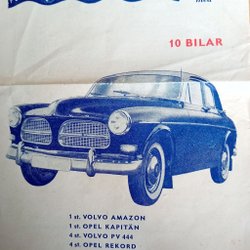 10 BILAR
1 st. VOLVO AMAZON
1 st. OPEL KAPITÄN
4 st. VOLVO PV 444
4 st. OPEL REKORD